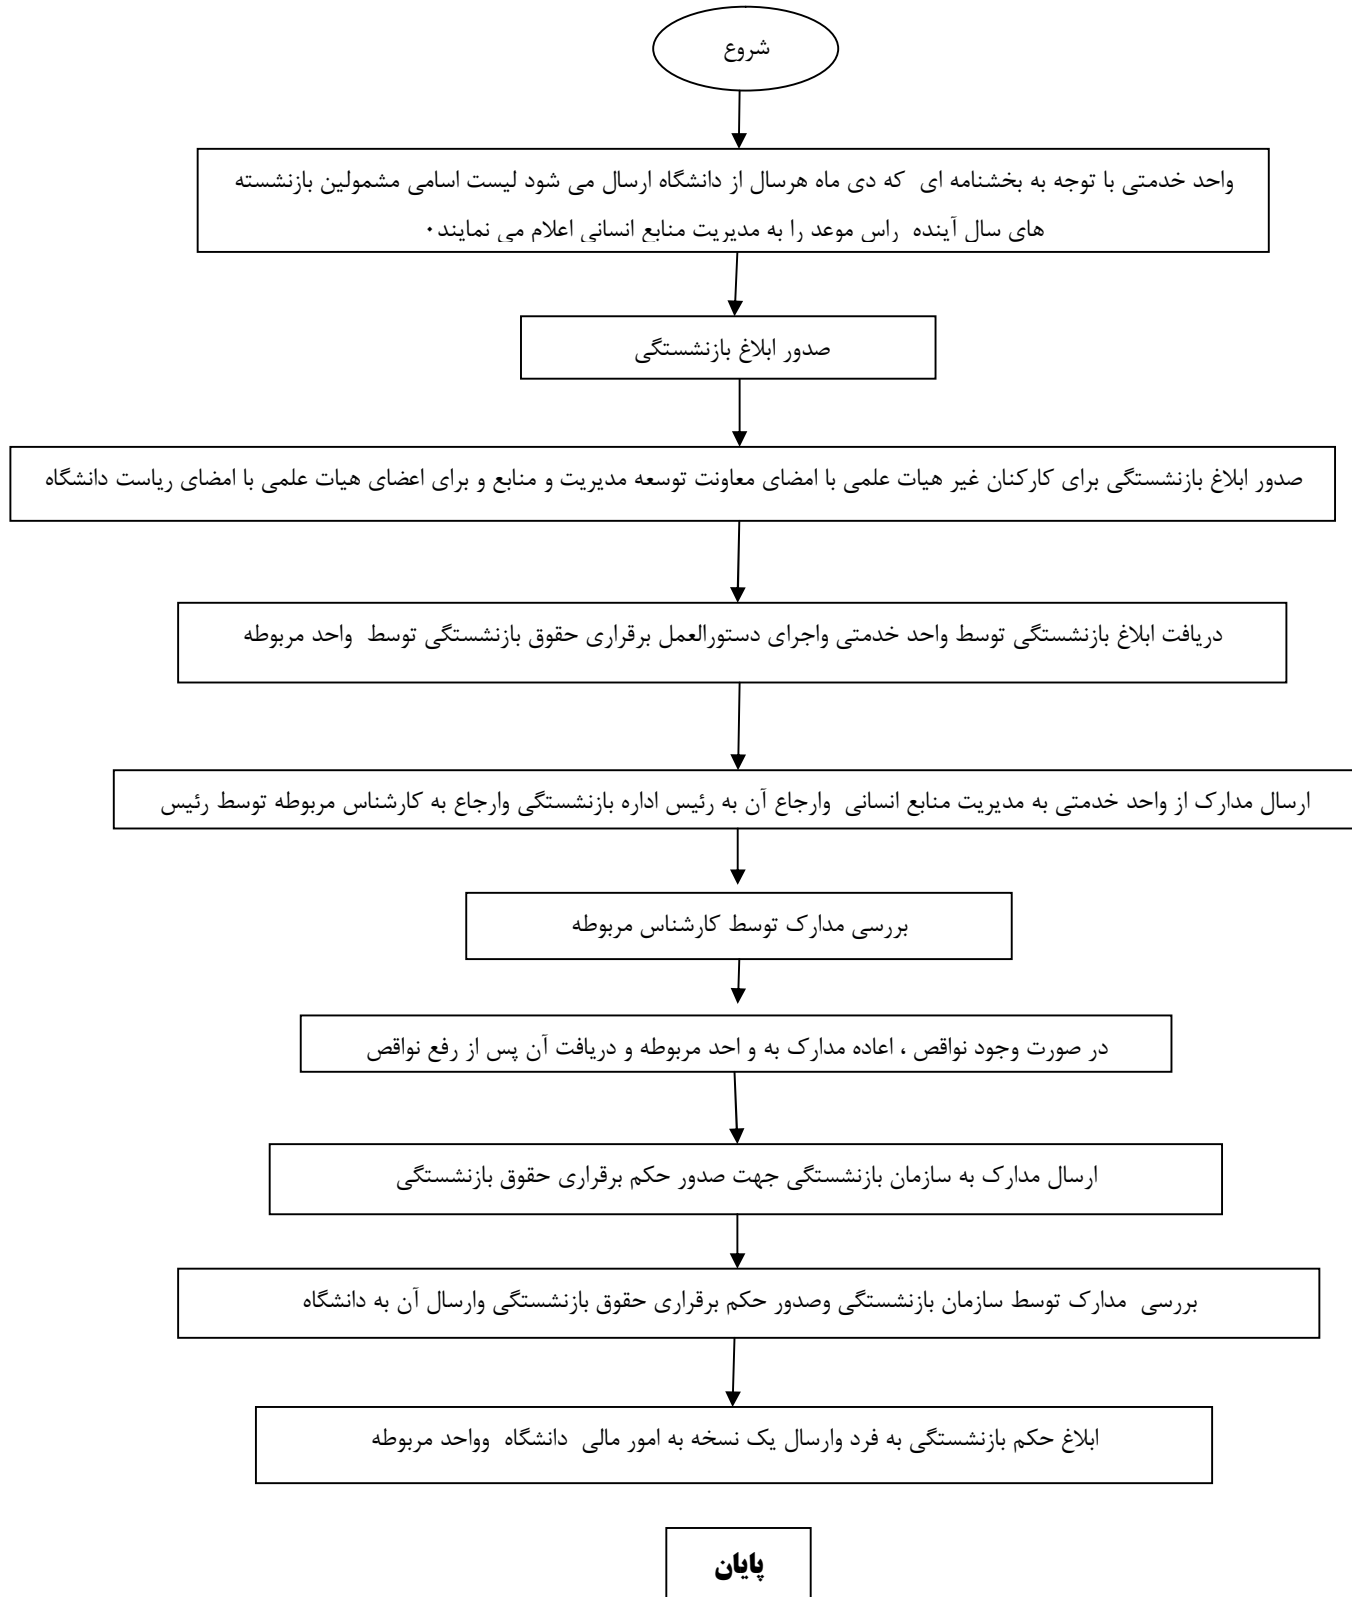 شروع
واحد خدمتی با توجه به بخشنامه ای که دی ماه هرسال از دانشگاه ارسال می شود لیست اسامی مشمولین بازنشسته
های سال آینده راس موعد را به مدیریت منابع انسانی اعلام می نمایند۰
صدور ابلاغ بازنشستگی
صدور ابلاغ بازنشستگی برای کارکنان غیر هیات علمی با امضای معاونت توسعه مدیریت و منابع و برای اعضای هیات علمی با امضای ریاست دانشگاه
دریافت ابلاغ بازنشستگی توسط واحد خدمتی واجرای دستورالعمل برقراری حقوق بازنشستگی توسط واحد مربوطه
ارسال مدارک از واحد خدمتی به مدیریت منابع انسانی وارجاع آن به رئیس اداره بازنشستگی وارجاع به کارشناس مربوطه توسط رئیس
بررسی مدارک توسط کارشناس مربوطه
در صورت وجود نواقص ، اعاده مدارک به و احد مربوطه و دریافت آن پس از رفع نواقص
ارسال مدارک به سازمان بازنشستگی جهت صدور حکم برقراری حقوق بازنشستگی
بررسی مدارک توسط سازمان بازنشستگی وصدور حکم برقراری حقوق بازنشستگی وارسال آن به دانشگاه
ابلاغ حکم بازنشستگی به فرد وارسال یک نسخه به امور مالی دانشگاه وواحد مربوطه
پایان